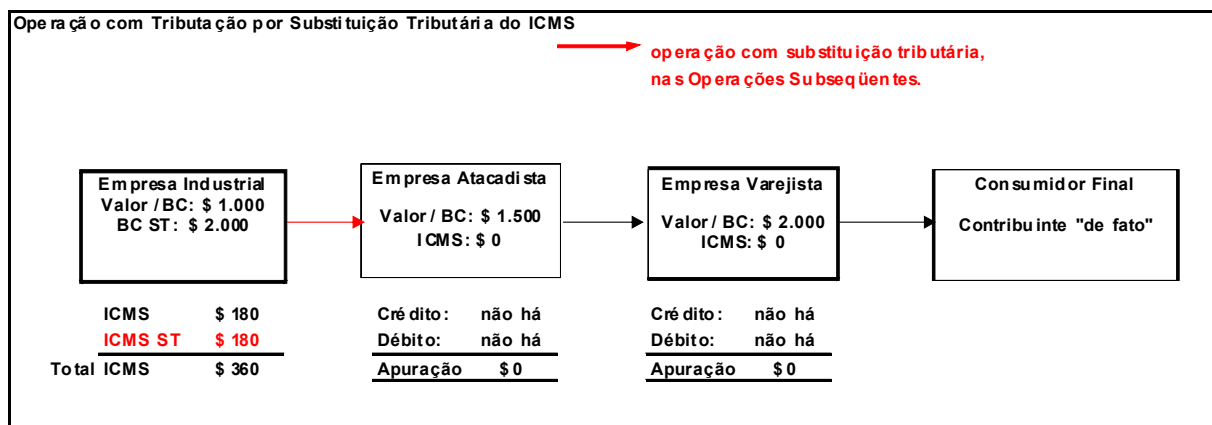 Operação com Tributação por Substituição Tributária do ICMS
operação com substituição tributária,
nas Operações Subseqüentes.
Empresa Industrial
Valor / BC: $ 1.000
BC ST: $ 2.000
Empresa Atacadista
Valor / BC: $ 1.500
ICMS: $ 0
Empresa Varejista
Valor / BC: $ 2.000
ICMS: $ 0
Consumidor Final
Contribuinte "de fato"
ICMS $ 180
ICMS ST $ 180
Total ICMS $ 360
Crédito: não há
Débito: não há
Apuração $ 0
Crédito: não há
Débito: não há
Apuração $ 0